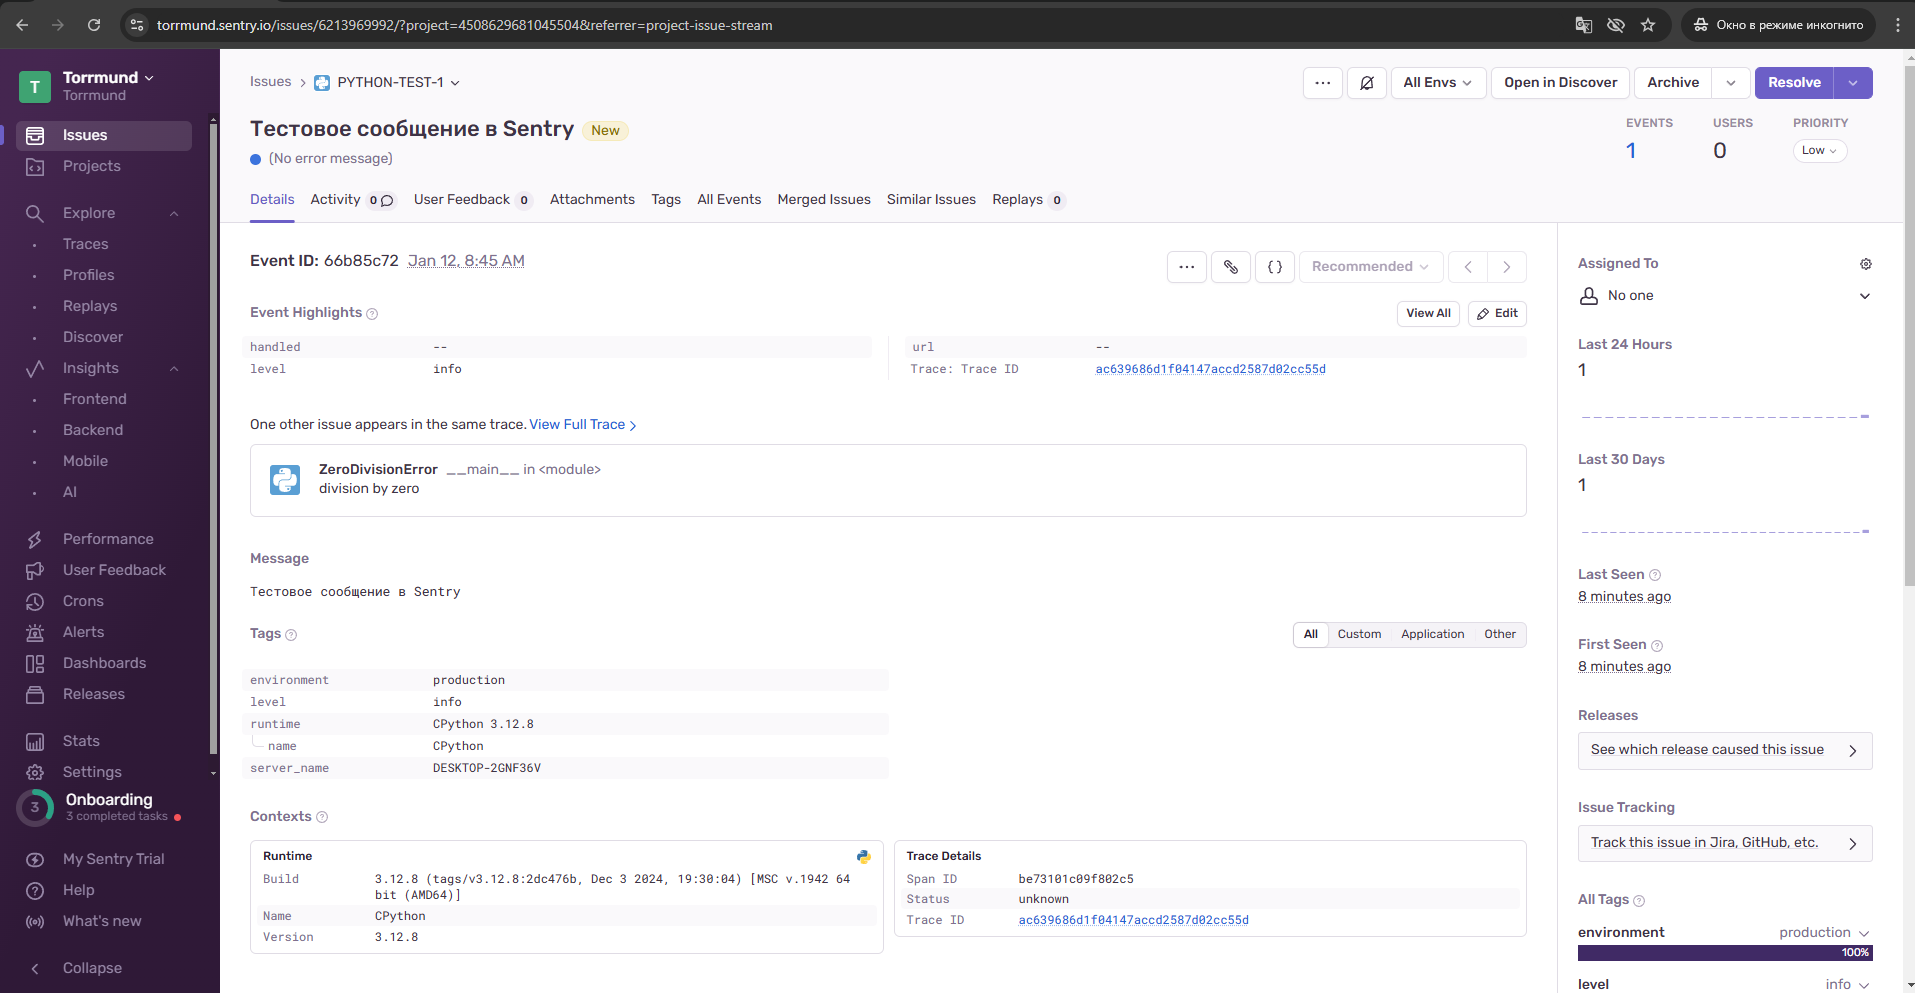 torrmund.sentry.io/issues/6213969992/?project=4508629681045504&referrer=project-issue-stream
Окно в режиме инкогнито
T
Torrmund
Torrmund
Issues
Projects
Explore
Traces
Profiles
Replays
Discover
Insights
Frontend
Backend
Mobile
AI
Performance
User Feedback
Crons
Alerts
Dashboards
Releases
Stats
Settings
3
Onboarding
3 completed tasks
My Sentry Trial
Help
What's new
Collapse
Issues > PYTHON-TEST-1
All Envs
Open in Discover
Archive
Resolve
Тестовое сообщение в Sentry New
(No error message)
EVENTS USERS PRIORITY
1 0 Low
Details Activity 0 User Feedback 0 Attachments Tags All Events Merged Issues Similar Issues Replays 0
Event ID: 66b85c72 Jan 12, 8:45 AM
··· {} Recommended
Event Highlights ?
View All Edit
handled --
level info
url --
Trace: Trace ID ac639686d1f04147accd2587d02cc55d
One other issue appears in the same trace. View Full Trace >
ZeroDivisionError __main__ in <module>
division by zero
Message
Тестовое сообщение в Sentry
Tags ?
All Custom Application Other
environment production
level info
runtime CPython 3.12.8
name CPython
server_name DESKTOP-2GNF36V
Contexts ?
Runtime
Build 3.12.8 (tags/v3.12.8:2dc476b, Dec 3 2024, 19:30:04) [MSC v.1942 64
bit (AMD64)]
Name CPython
Version 3.12.8
Trace Details
Span ID be73101c09f802c5
Status unknown
Trace ID ac639686d1f04147accd2587d02cc55d
Assigned To
No one
Last 24 Hours
1
Last 30 Days
1
Last Seen ?
8 minutes ago
First Seen ?
8 minutes ago
Releases
See which release caused this issue
Issue Tracking
Track this issue in Jira, GitHub, etc.
All Tags ?
environment production
100%
level info